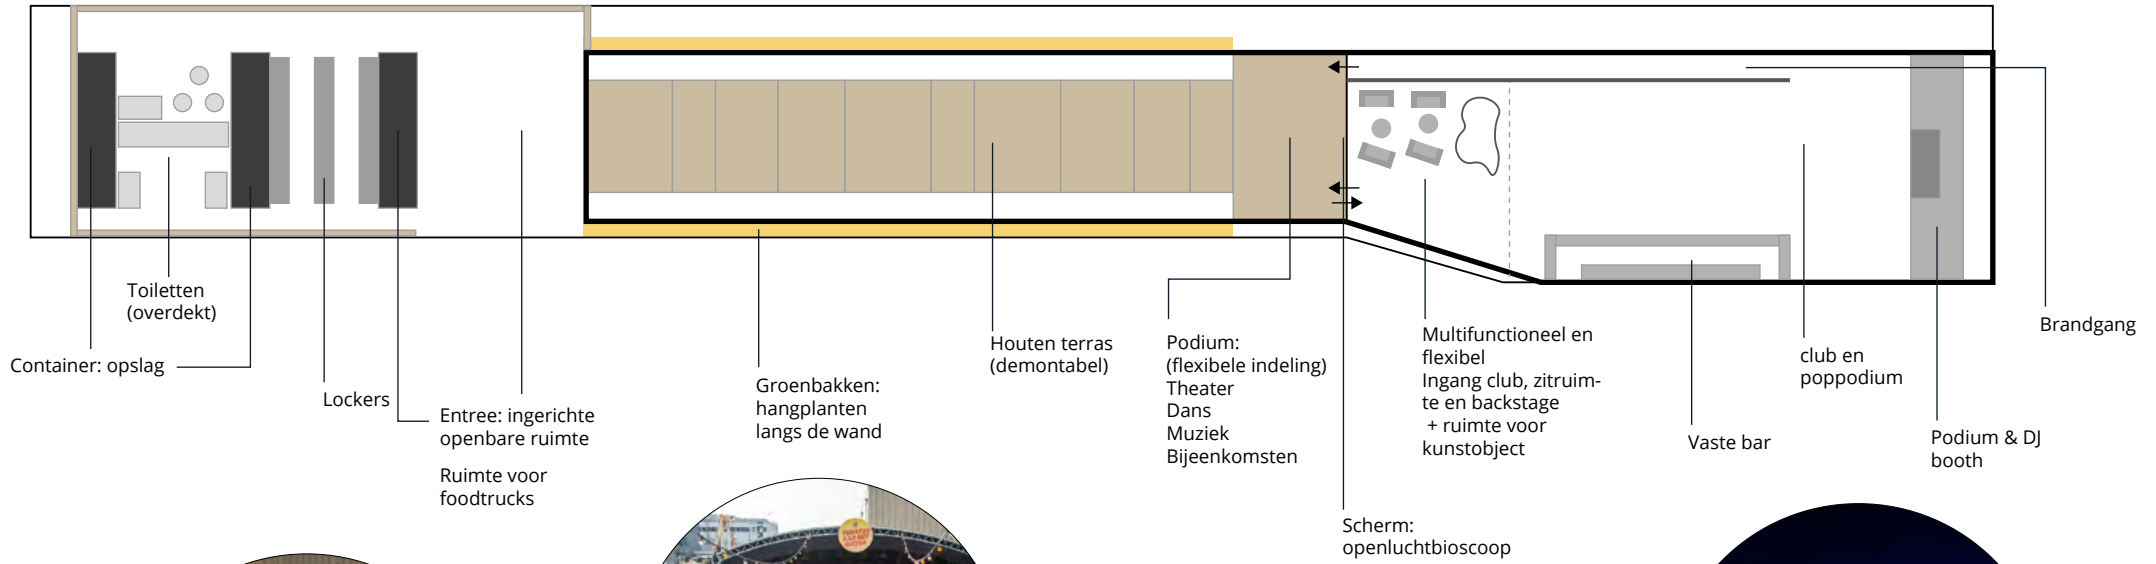 Toiletten
(overdekt)
Container: opslag
Lockers
Entree: ingerichte
openbare ruimte
Ruimte voor
foodtrucks
Groenbakken:
hangplanten
langs de wand
Houten terras
(demontabel)
Podium:
(flexibele indeling)
Theater
Dans
Muziek
Bijeenkomsten
Scherm:
openluchtbioscoop
Multifunctioneel en
flexibel
Ingang club, zitruim-
te en backstage
+ ruimte voor
kunstobject
Vaste bar
club en
poppodium
Podium & DJ
booth
Brandgang